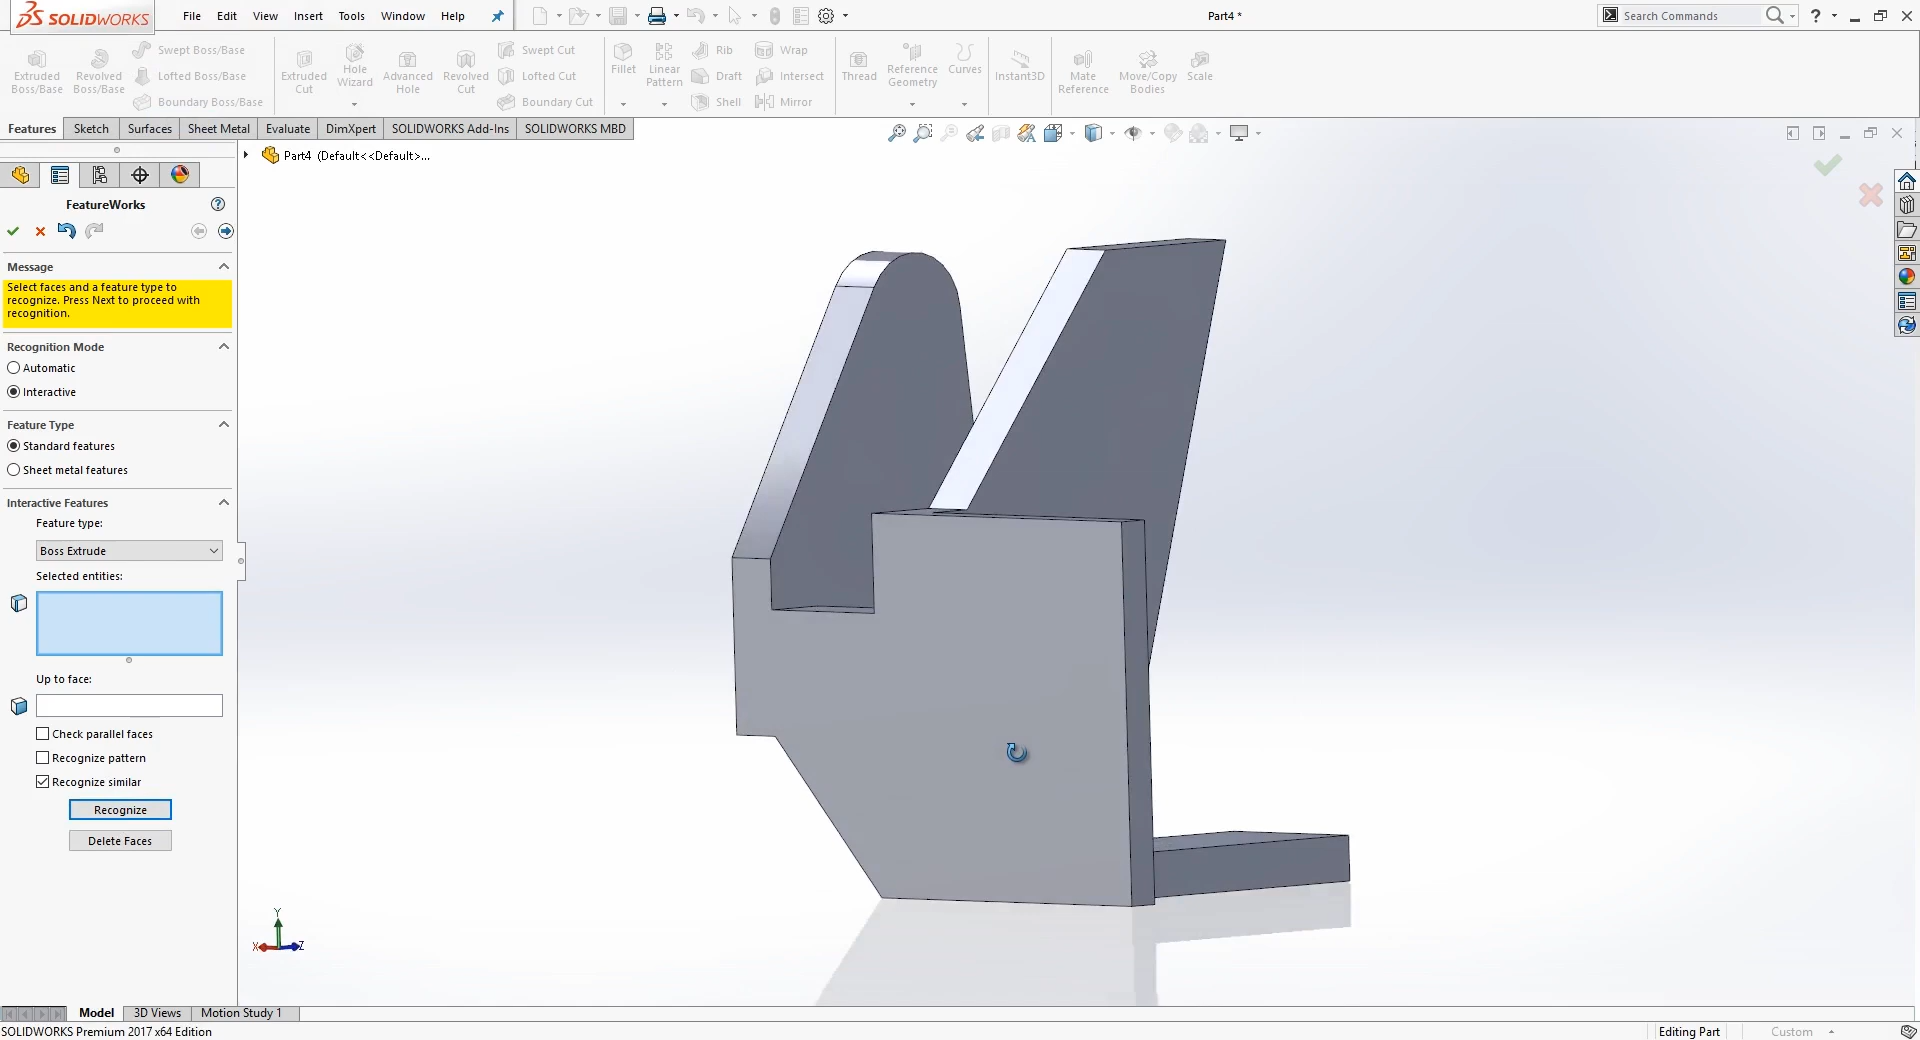 SOLIDWORKS
File Edit View Insert Tools Window Help
Part4 *
Search Commands
Extruded Boss/Base
Revolved Boss/Base
Swept Boss/Base
Lofted Boss/Base
Boundary Boss/Base
Extruded Cut
Hole Wizard
Advanced Hole
Revolved Cut
Swept Cut
Lofted Cut
Boundary Cut
Fillet
Linear Pattern
Rib
Draft
Shell
Wrap
Intersect
Mirror
Thread
Reference Geometry
Curves
Instant3D
Mate Reference
Move/Copy Bodies
Scale
Features Sketch Surfaces Sheet Metal Evaluate DimXpert SOLIDWORKS Add-Ins SOLIDWORKS MBD
Part4 (Default<<Default>...
FeatureWorks
Message
Select faces and a feature type to
recognize. Press Next to proceed with
recognition.
Recognition Mode
Automatic
Interactive
Feature Type
Standard features
Sheet metal features
Interactive Features
Feature type:
Boss Extrude
Selected entities:
Up to face:
Check parallel faces
Recognize pattern
Recognize similar
Recognize
Delete Faces
Y
X
Z
Model 3D Views Motion Study 1
SOLIDWORKS Premium 2017 x64 Edition
Editing Part
Custom